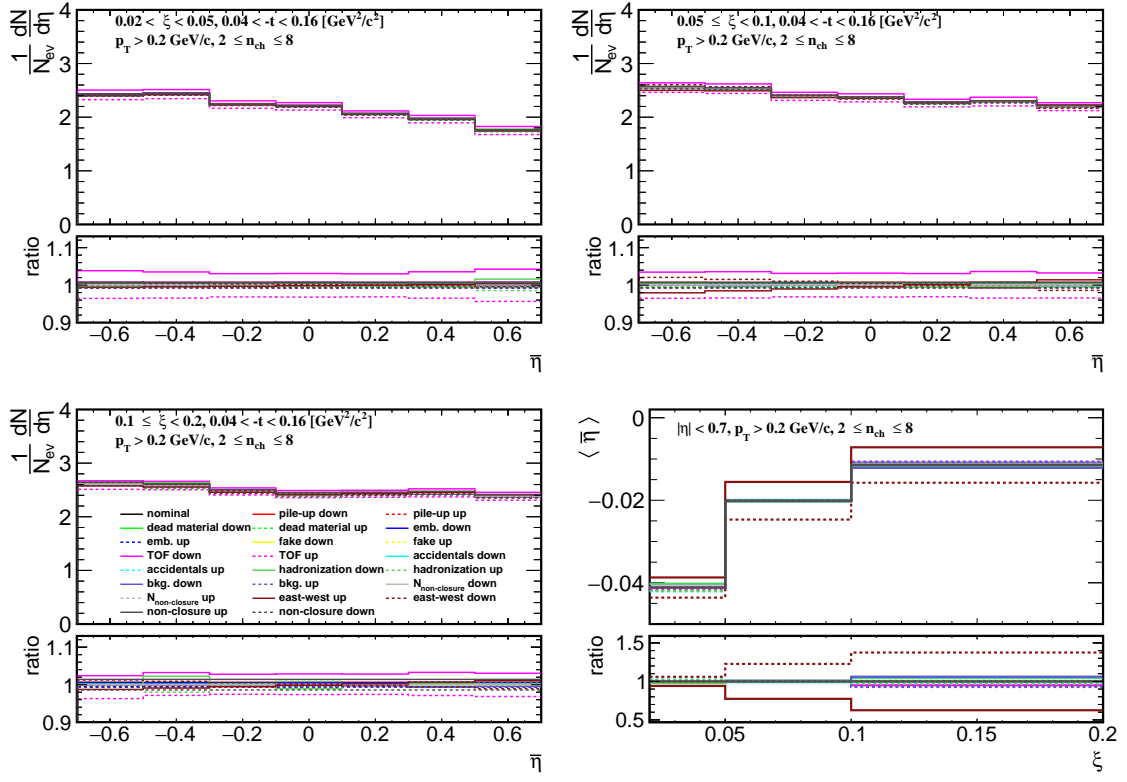 0.02 < ξ < 0.05, 0.04 < -t < 0.16 [GeV²/c²]
p_T > 0.2 GeV/c, 2 ≤ n_ch ≤ 8
1/N_ev dN/dη
4
3
2
1
0
ratio
1.1
1
0.9
−0.6 −0.4 −0.2 0 0.2 0.4 0.6
η̅
0.05 ≤ ξ < 0.1, 0.04 < -t < 0.16 [GeV²/c²]
p_T > 0.2 GeV/c, 2 ≤ n_ch ≤ 8
1/N_ev dN/dη
4
3
2
1
0
ratio
1.1
1
0.9
−0.6 −0.4 −0.2 0 0.2 0.4 0.6
η̅
0.1 ≤ ξ < 0.2, 0.04 < -t < 0.16 [GeV²/c²]
p_T > 0.2 GeV/c, 2 ≤ n_ch ≤ 8
1/N_ev dN/dη
4
3
2
1
0
nominal pile-up down pile-up up
dead material down dead material up emb. down
emb. up fake down fake up
TOF down TOF up accidentals down
accidentals up hadronization down hadronization up
bkg. down bkg. up N_non-closure down
N_non-closure up east-west up east-west down
non-closure up non-closure down
ratio
1.1
1
0.9
−0.6 −0.4 −0.2 0 0.2 0.4 0.6
η̅
|η| < 0.7, p_T > 0.2 GeV/c, 2 ≤ n_ch ≤ 8
⟨ η̅ ⟩
0
−0.02
−0.04
ratio
1.5
1
0.5
0.05 0.1 0.15 0.2
ξ